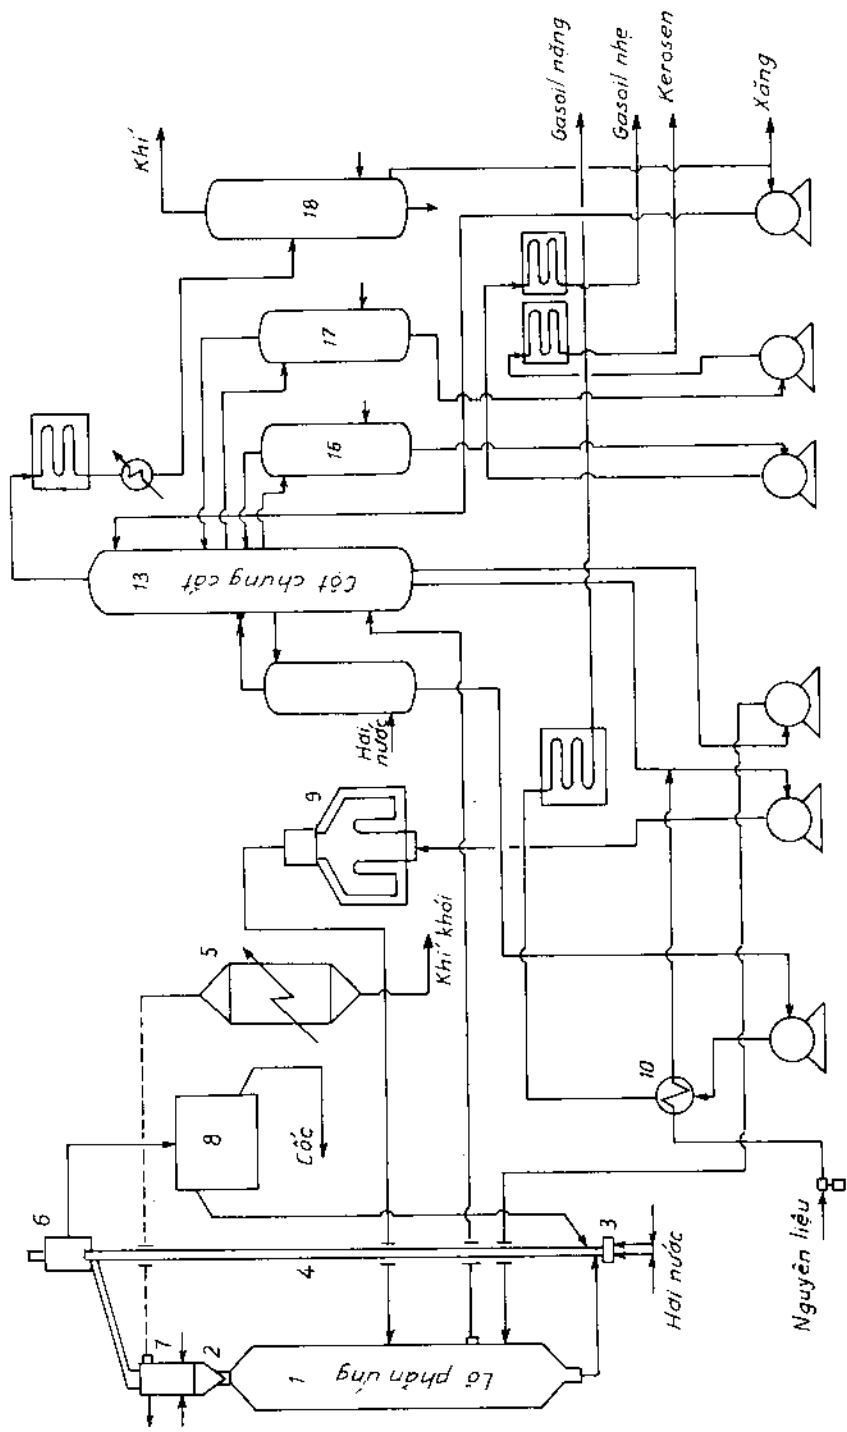 Khí
18
Xăng
Kerosen
Gasoil nhẹ
Gasoil nặng
17
16
13
Cột chưng cất
Hơi
nước
9
5
Khí khói
10
8
Cốc
6
4
3
Hơi nước
Nguyên liệu
7
2
1
Lò phản ứng